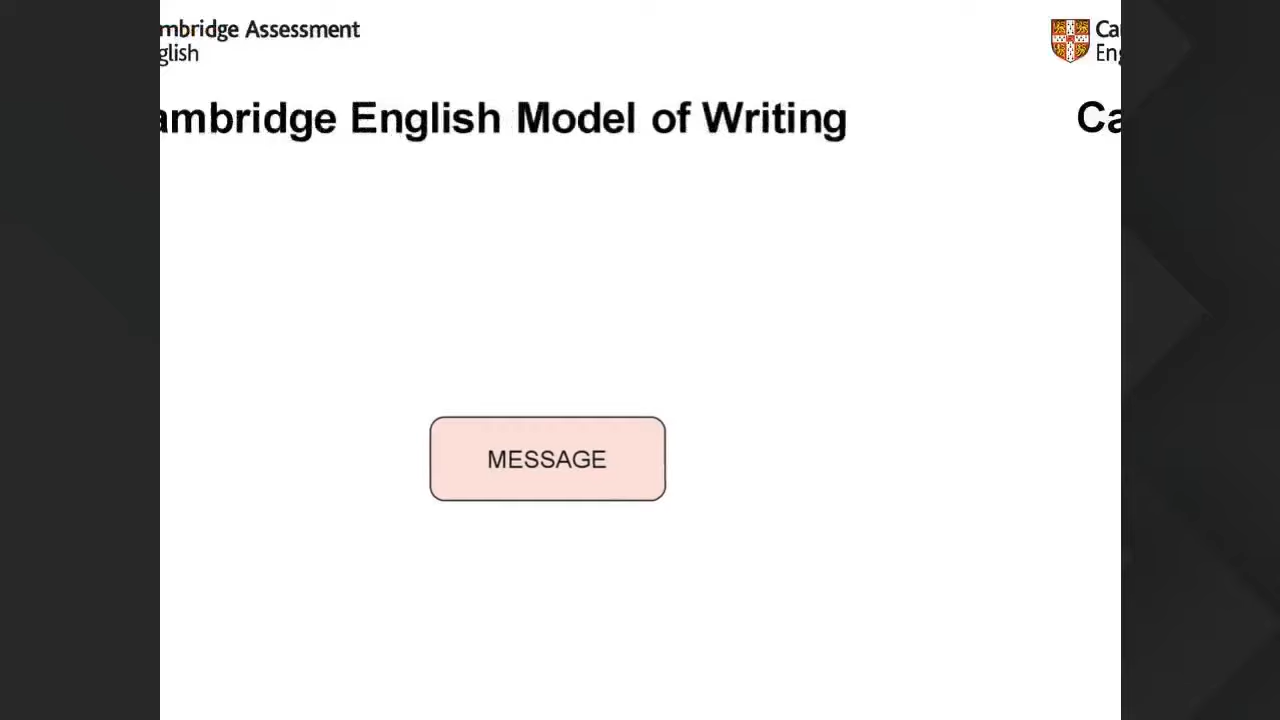 mbridge Assessment
glish
Ca
Eng
ambridge English Model of Writing
Ca
MESSAGE